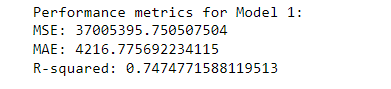 Performance metrics for Model 1:
MSE: 37005395.750507504
MAE: 4216.775692234115
R-squared: 0.7474771588119513